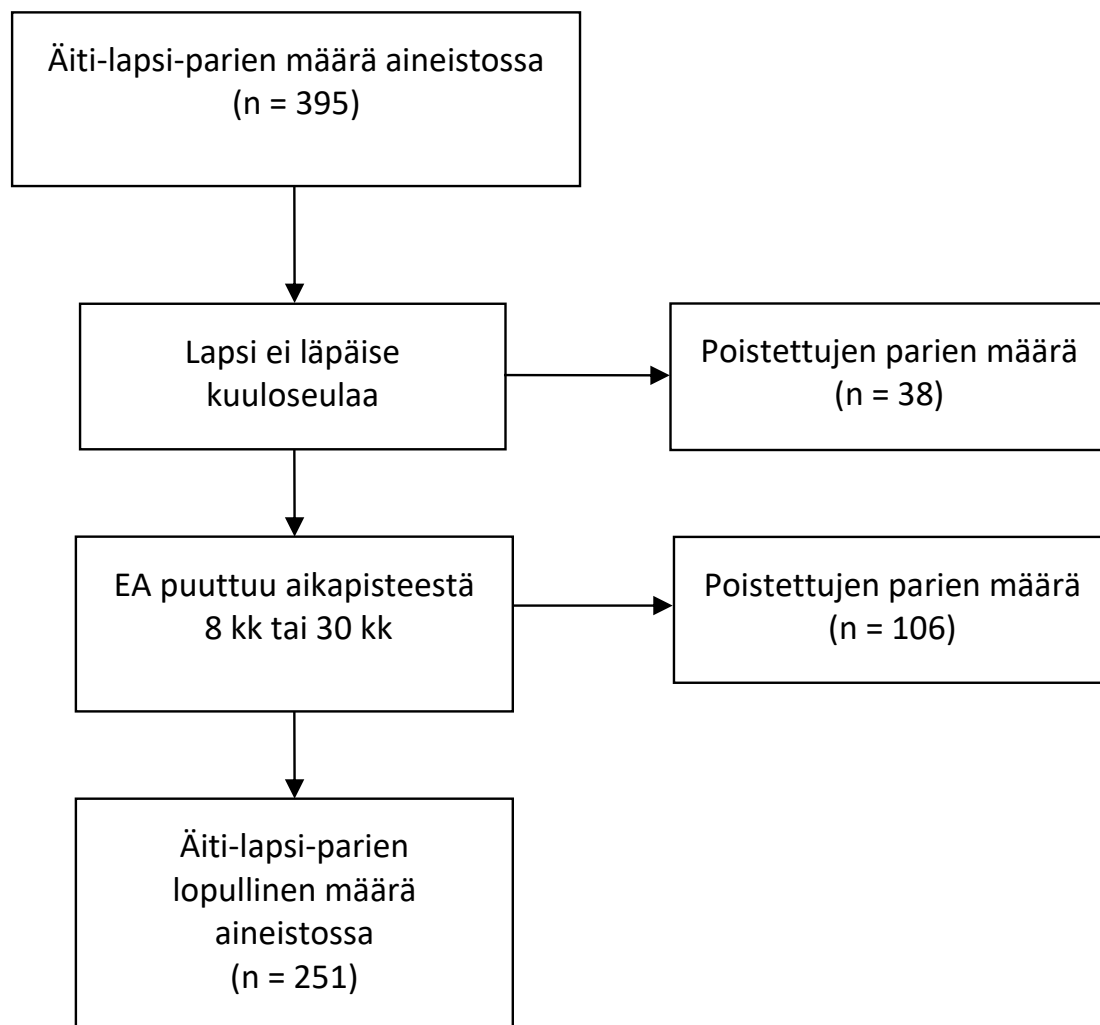 Äiti-lapsi-parien määrä aineistossa
(n = 395)
Lapsi ei läpäise
kuuloseulaa
Poistettujen parien määrä
(n = 38)
EA puuttuu aikapisteestä
8 kk tai 30 kk
Poistettujen parien määrä
(n = 106)
Äiti-lapsi-parien
lopullinen määrä
aineistossa
(n = 251)